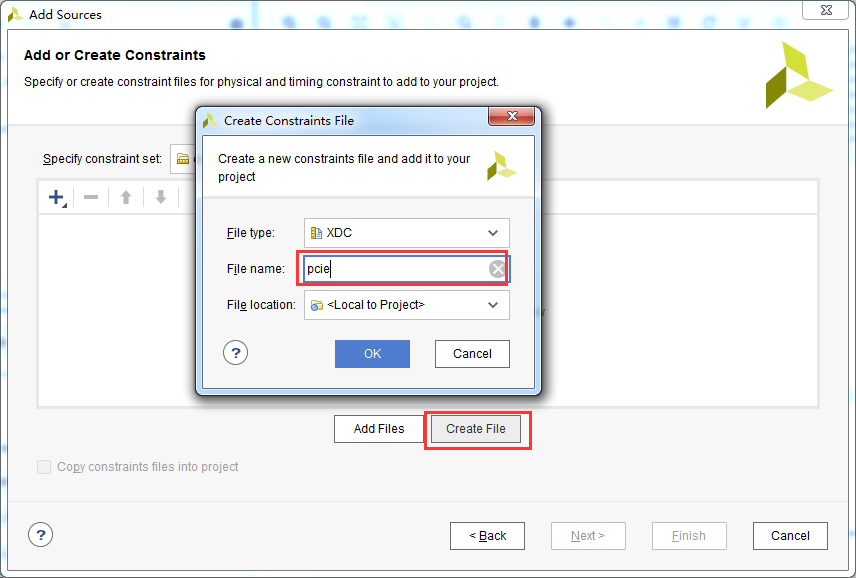 Add Sources
Add or Create Constraints
Specify or create constraint files for physical and timing constraint to add to your project.
Specify constraint set:
Create Constraints File
Create a new constraints file and add it to your
project
File type:
XDC
File name:
pcie
File location:
<Local to Project>
?
OK
Cancel
Add Files
Create File
Copy constraints files into project
?
< Back
Next >
Finish
Cancel